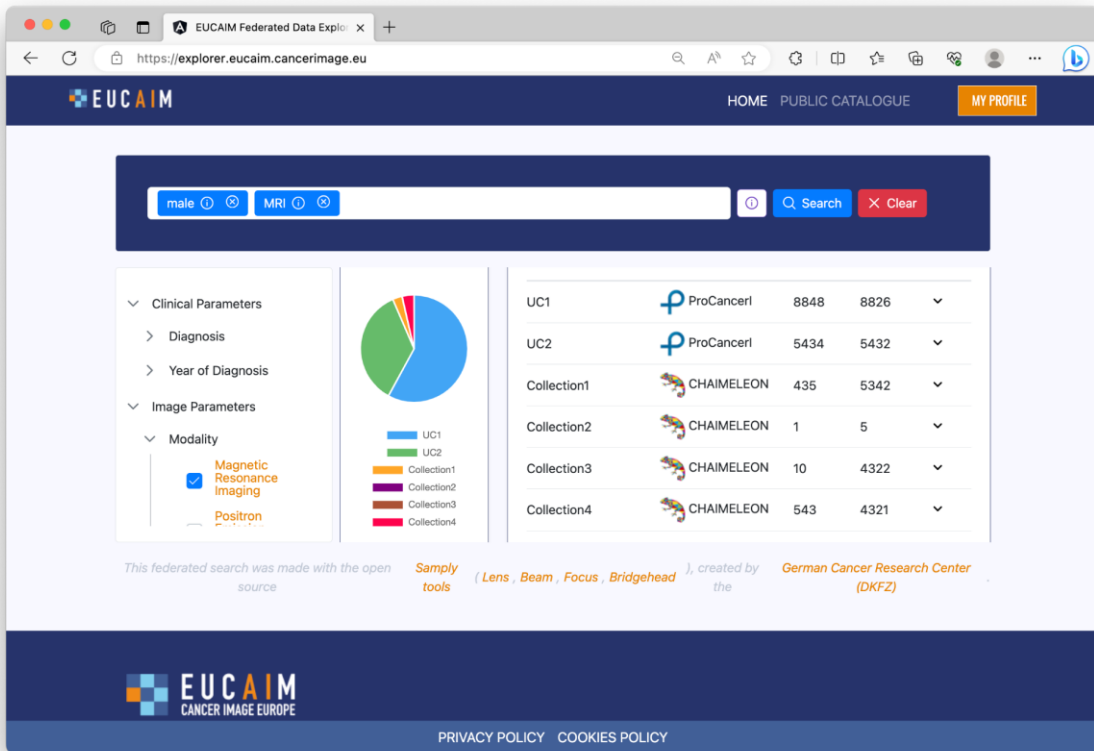 EUCAIM Federated Data Explo
https://explorer.eucaim.cancerimage.eu
EUCAIM
HOME PUBLIC CATALOGUE MY PROFILE
male MRI Search Clear
Clinical Parameters
Diagnosis
Year of Diagnosis
Image Parameters
Modality
Magnetic
Resonance
Imaging
Positron
UC1
UC2
Collection1
Collection2
Collection3
Collection4
UC1 ProCancerI 8848 8826
UC2 ProCancerI 5434 5432
Collection1 CHAIMELEON 435 5342
Collection2 CHAIMELEON 1 5
Collection3 CHAIMELEON 10 4322
Collection4 CHAIMELEON 543 4321
This federated search was made with the open source Samply tools ( Lens , Beam , Focus , Bridgehead ), created by the German Cancer Research Center (DKFZ) .
EUCAIM
CANCER IMAGE EUROPE
PRIVACY POLICY COOKIES POLICY